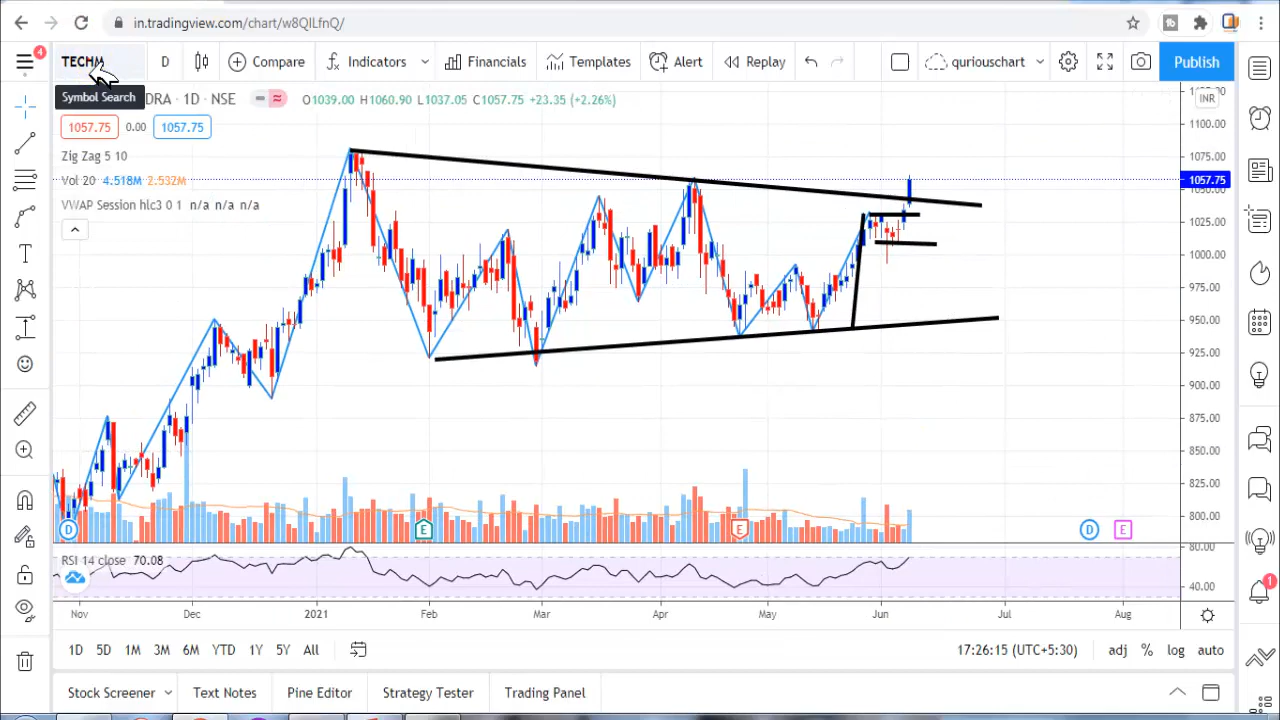 in.tradingview.com/chart/w8QlLfnQ/
4 TECHM D Compare Indicators Financials Templates Alert Replay quriouschart Publish
Symbol Search DRA · 1D · NSE O1039.00 H1060.90 L1037.05 C1057.75 +23.35 (+2.26%) INR
1057.75 0.00 1057.75
Zig Zag 5 10
Vol 20 4.518M 2.532M
VWAP Session hlc3 0 1 n/a n/a n/a
1100.00
1075.00
1057.75
1025.00
1000.00
975.00
950.00
925.00
900.00
875.00
850.00
825.00
800.00
D E E D E
RSI 14 close 70.08
80.00
40.00
1
Nov Dec 2021 Feb Mar Apr May Jun Jul Aug
1D 5D 1M 3M 6M YTD 1Y 5Y All 17:26:15 (UTC+5:30) adj % log auto
Stock Screener Text Notes Pine Editor Strategy Tester Trading Panel